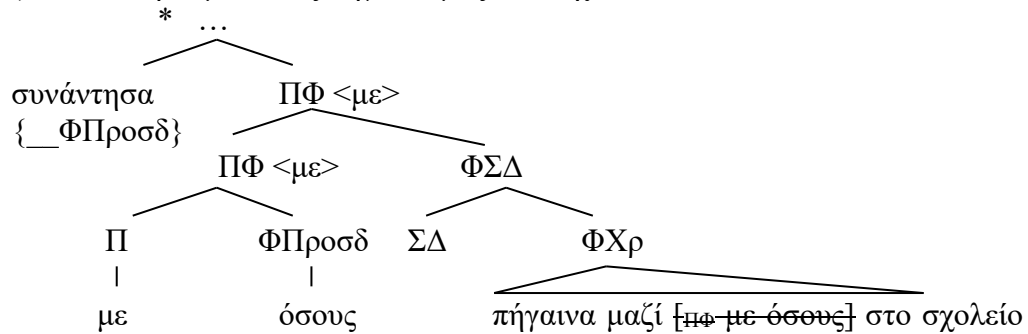 * …
συνάντησα ΠΦ <με>
{__ΦΠροσδ}
ΠΦ <με> ΦΣΔ
Π ΦΠροσδ ΣΔ ΦΧρ
με όσους πήγαινα μαζί [ΠΦ με όσους] στο σχολείο